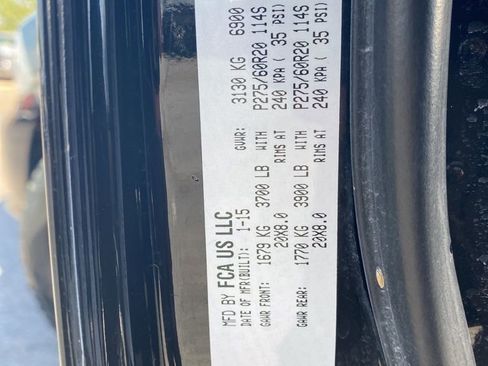 MFD BY FCA US LLC
DATE OF MFR(BUILT): 1-15 GVWR: 3130 KG 6900
GAWR FRONT: 1679 KG 3700 LB WITH P275/60R20 114S
20X8.0 RIMS AT 240 KPA ( 35 PSI)
GAWR REAR: 1770 KG 3900 LB WITH P275/60R20 114S
20X8.0 RIMS AT 240 KPA ( 35 PSI)